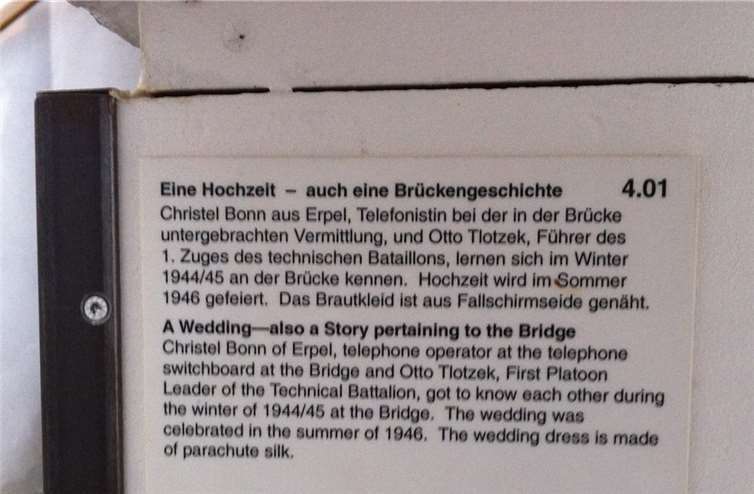 Eine Hochzeit – auch eine Brückengeschichte 4.01
Christel Bonn aus Erpel, Telefonistin bei der in der Brücke
untergebrachten Vermittlung, und Otto Tlotzek, Führer des
1. Zuges des technischen Bataillons, lernen sich im Winter
1944/45 an der Brücke kennen. Hochzeit wird im Sommer
1946 gefeiert. Das Brautkleid ist aus Fallschirmseide genäht.
A Wedding—also a Story pertaining to the Bridge
Christel Bonn of Erpel, telephone operator at the telephone
switchboard at the Bridge and Otto Tlotzek, First Platoon
Leader of the Technical Battalion, got to know each other during
the winter of 1944/45 at the Bridge. The wedding was
celebrated in the summer of 1946. The wedding dress is made
of parachute silk.